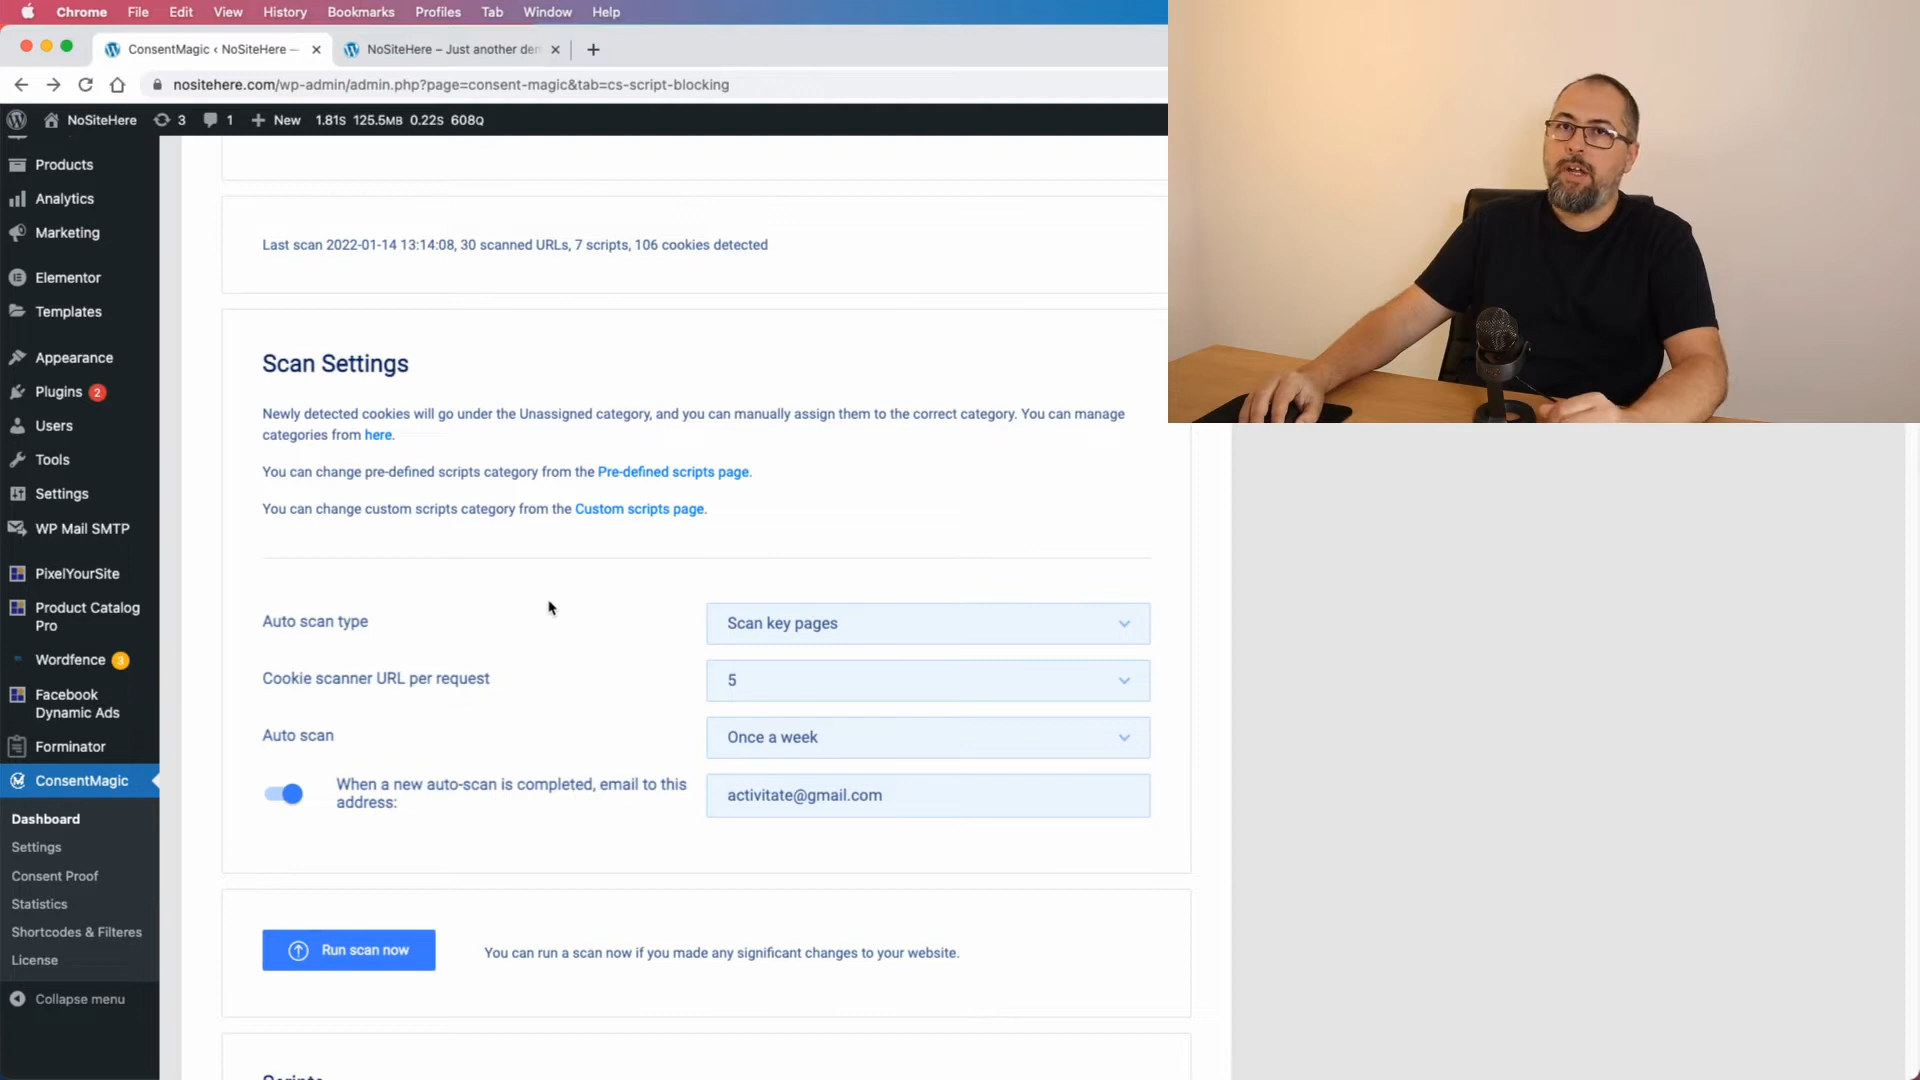 Chrome File Edit View History Bookmarks Profiles Tab Window Help
ConsentMagic ‹ NoSiteHere —
NoSiteHere – Just another den
nositehere.com/wp-admin/admin.php?page=consent-magic&tab=cs-script-blocking
NoSiteHere 3 1 New 1.81S 125.5MB 0.22S 608Q
Products
Analytics
Marketing
Elementor
Templates
Appearance
Plugins 2
Users
Tools
Settings
WP Mail SMTP
PixelYourSite
Product Catalog
Pro
Wordfence 3
Facebook
Dynamic Ads
Forminator
ConsentMagic
Dashboard
Settings
Consent Proof
Statistics
Shortcodes & Filteres
License
Collapse menu
Last scan 2022-01-14 13:14:08, 30 scanned URLs, 7 scripts, 106 cookies detected
Scan Settings
Newly detected cookies will go under the Unassigned category, and you can manually assign them to the correct category. You can manage
categories from here.
You can change pre-defined scripts category from the Pre-defined scripts page.
You can change custom scripts category from the Custom scripts page.
Auto scan type
Scan key pages
Cookie scanner URL per request
5
Auto scan
Once a week
When a new auto-scan is completed, email to this
address:
activitate@gmail.com
Run scan now
You can run a scan now if you made any significant changes to your website.